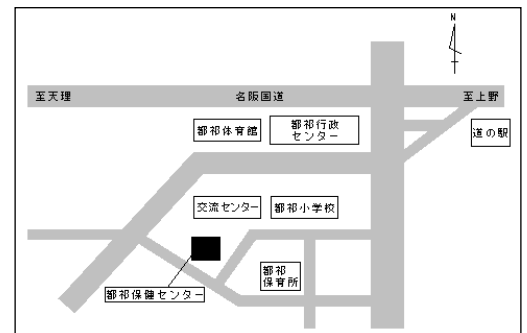 N
至天理 名阪国道 至上野
都祁体育館
都祁行政
センター
道の駅
交流センター
都祁小学校
都祁
保育所
都祁保健センター